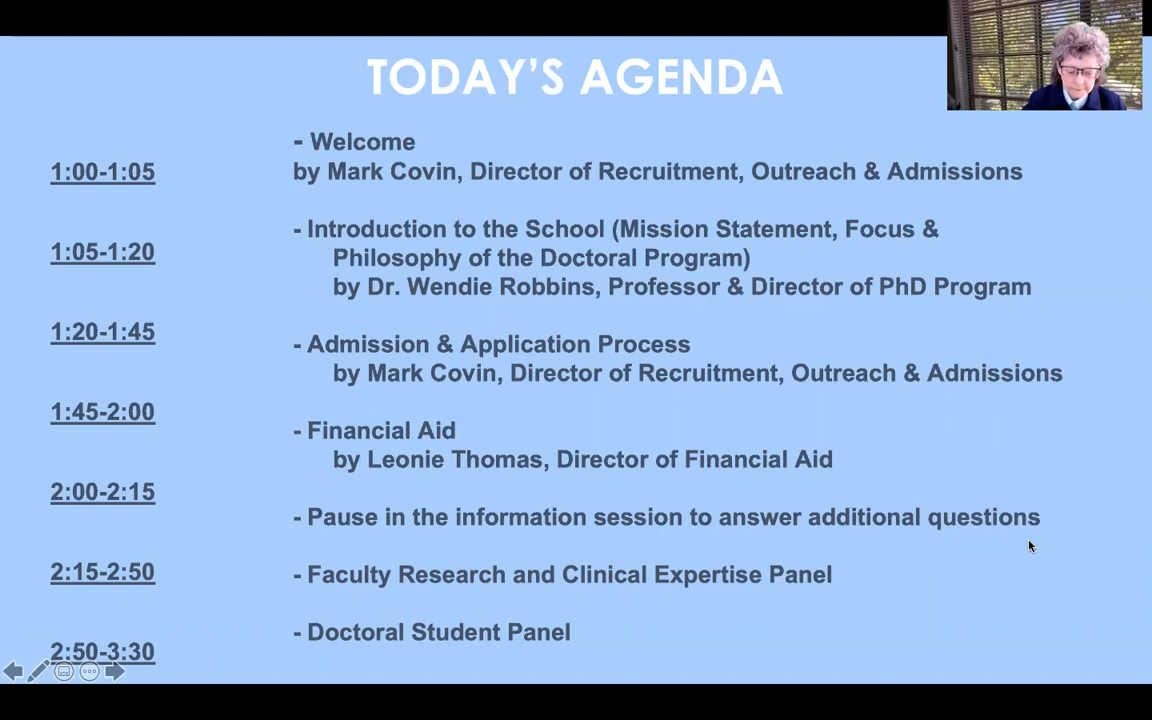 TODAY'S AGENDA
- Welcome
1:00-1:05 by Mark Covin, Director of Recruitment, Outreach & Admissions
- Introduction to the School (Mission Statement, Focus &
1:05-1:20 Philosophy of the Doctoral Program)
by Dr. Wendie Robbins, Professor & Director of PhD Program
1:20-1:45 - Admission & Application Process
by Mark Covin, Director of Recruitment, Outreach & Admissions
1:45-2:00 - Financial Aid
by Leonie Thomas, Director of Financial Aid
2:00-2:15 - Pause in the information session to answer additional questions
2:15-2:50 - Faculty Research and Clinical Expertise Panel
2:50-3:30 - Doctoral Student Panel